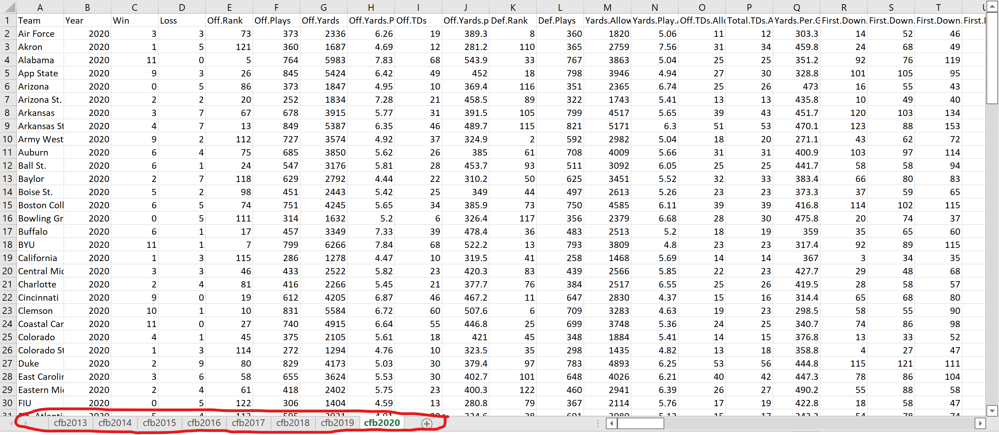 A B C D E F G H I J K L M N O P Q R S T
1 Team Year Win Loss Off.Rank Off.Plays Off.Yards Off.Yards.P Off.TDs Off.Yards.p Def.Rank Def.Plays Yards.Allow Yards.Play.A Off.TDs.Allo Total.TDs.A Yards.Per.G First.Down. First.Down. First.Down. First.I
2 Air Force 2020 3 3 73 373 2336 6.26 19 389.3 8 360 1820 5.06 11 12 303.3 14 52 46
3 Akron 2020 1 5 121 360 1687 4.69 12 281.2 110 365 2759 7.56 31 34 459.8 24 68 49
4 Alabama 2020 11 0 5 764 5983 7.83 68 543.9 33 767 3863 5.04 25 25 351.2 92 76 119
5 App State 2020 9 3 26 845 5424 6.42 49 452 18 798 3946 4.94 27 30 328.8 101 105 95
6 Arizona 2020 0 5 86 373 1847 4.95 10 369.4 116 351 2365 6.74 25 26 473 16 55 43
7 Arizona St. 2020 2 2 20 252 1834 7.28 21 458.5 89 322 1743 5.41 13 13 435.8 10 49 40
8 Arkansas 2020 3 7 67 678 3915 5.77 31 391.5 105 799 4517 5.65 39 43 451.7 120 103 134
9 Arkansas St 2020 4 7 13 849 5387 6.35 46 489.7 115 821 5171 6.3 51 53 470.1 123 88 153
10 Army West 2020 9 2 112 727 3574 4.92 37 324.9 2 592 2982 5.04 18 20 271.1 43 62 72
11 Auburn 2020 6 4 75 685 3850 5.62 26 385 61 708 4009 5.66 31 31 400.9 103 97 114
12 Ball St. 2020 6 1 24 547 3176 5.81 28 453.7 93 511 3092 6.05 25 25 441.7 58 58 94
13 Baylor 2020 2 7 118 629 2792 4.44 22 310.2 50 625 3451 5.52 32 33 383.4 66 80 83
14 Boise St. 2020 5 2 98 451 2443 5.42 25 349 44 497 2613 5.26 23 23 373.3 37 59 65
15 Boston Coll 2020 6 5 74 751 4245 5.65 34 385.9 73 750 4585 6.11 39 39 416.8 114 102 115
16 Bowling Gr 2020 0 5 111 314 1632 5.2 6 326.4 117 356 2379 6.68 28 30 475.8 20 74 37
17 Buffalo 2020 6 1 17 457 3349 7.33 39 478.4 36 483 2513 5.2 18 19 359 35 65 60
18 BYU 2020 11 1 7 799 6266 7.84 68 522.2 13 793 3809 4.8 23 23 317.4 92 89 115
19 California 2020 1 3 115 286 1278 4.47 10 319.5 41 258 1468 5.69 14 14 367 3 34 35
20 Central Mic 2020 3 3 46 433 2522 5.82 23 420.3 83 439 2566 5.85 22 23 427.7 29 48 68
21 Charlotte 2020 2 4 81 416 2266 5.45 21 377.7 76 384 2517 6.55 25 26 419.5 28 58 57
22 Cincinnati 2020 9 0 19 612 4205 6.87 46 467.2 11 647 2830 4.37 15 16 314.4 65 68 80
23 Clemson 2020 10 1 10 831 5584 6.72 60 507.6 6 709 3283 4.63 19 23 298.5 58 55 90
24 Coastal Car 2020 11 0 27 740 4915 6.64 55 446.8 25 699 3748 5.36 24 25 340.7 74 86 98
25 Colorado 2020 4 1 45 375 2105 5.61 18 421 45 348 1884 5.41 14 15 376.8 13 33 52
26 Colorado St 2020 1 3 114 272 1294 4.76 10 323.5 35 298 1435 4.82 13 18 358.8 4 27 47
27 Duke 2020 2 9 80 829 4173 5.03 30 379.4 97 783 4893 6.25 53 56 444.8 115 121 111
28 East Carolin 2020 3 6 58 655 3624 5.53 30 402.7 101 648 4026 6.21 40 42 447.3 78 86 104
29 Eastern Mic 2020 2 4 61 418 2402 5.75 23 400.3 122 460 2941 6.39 26 27 490.2 55 88 58
30 FIU 2020 0 5 122 306 1404 4.59 13 280.8 79 367 2114 5.76 17 19 422.8 18 58 47
31
cfb2013 cfb2014 cfb2015 cfb2016 cfb2017 cfb2018 cfb2019 cfb2020